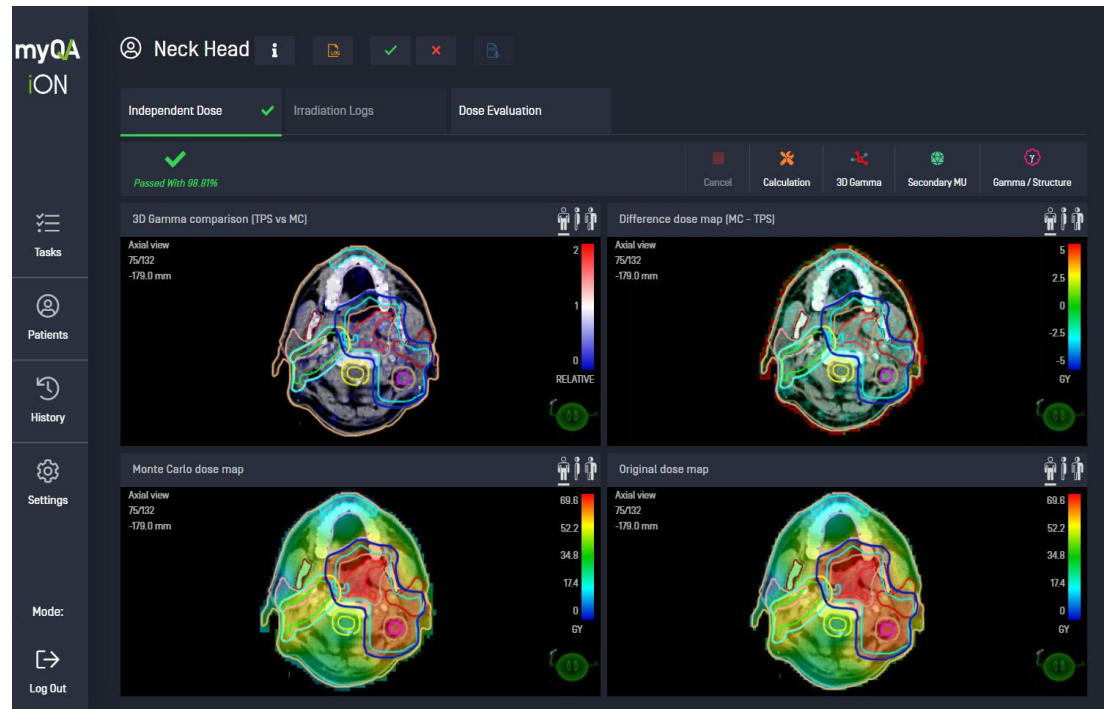 myQA
iON
Neck Head
i
LOG
Independent Dose
Irradiation Logs
Dose Evaluation
Passed With 98.81%
Cancel
Calculation
3D Gamma
Secondary MU
γ
Gamma / Structure
Tasks
Patients
History
Settings
Mode:
Log Out
3D Gamma comparison (TPS vs MC)
Axial view
75/132
-179.0 mm
2
1
0
RELATIVE
Difference dose map (MC - TPS)
Axial view
75/132
-179.0 mm
5
2.5
0
-2.5
-5
GY
Monte Carlo dose map
Axial view
75/132
-179.0 mm
69.6
52.2
34.8
17.4
0
GY
Original dose map
Axial view
75/132
-179.0 mm
69.6
52.2
34.8
17.4
0
GY